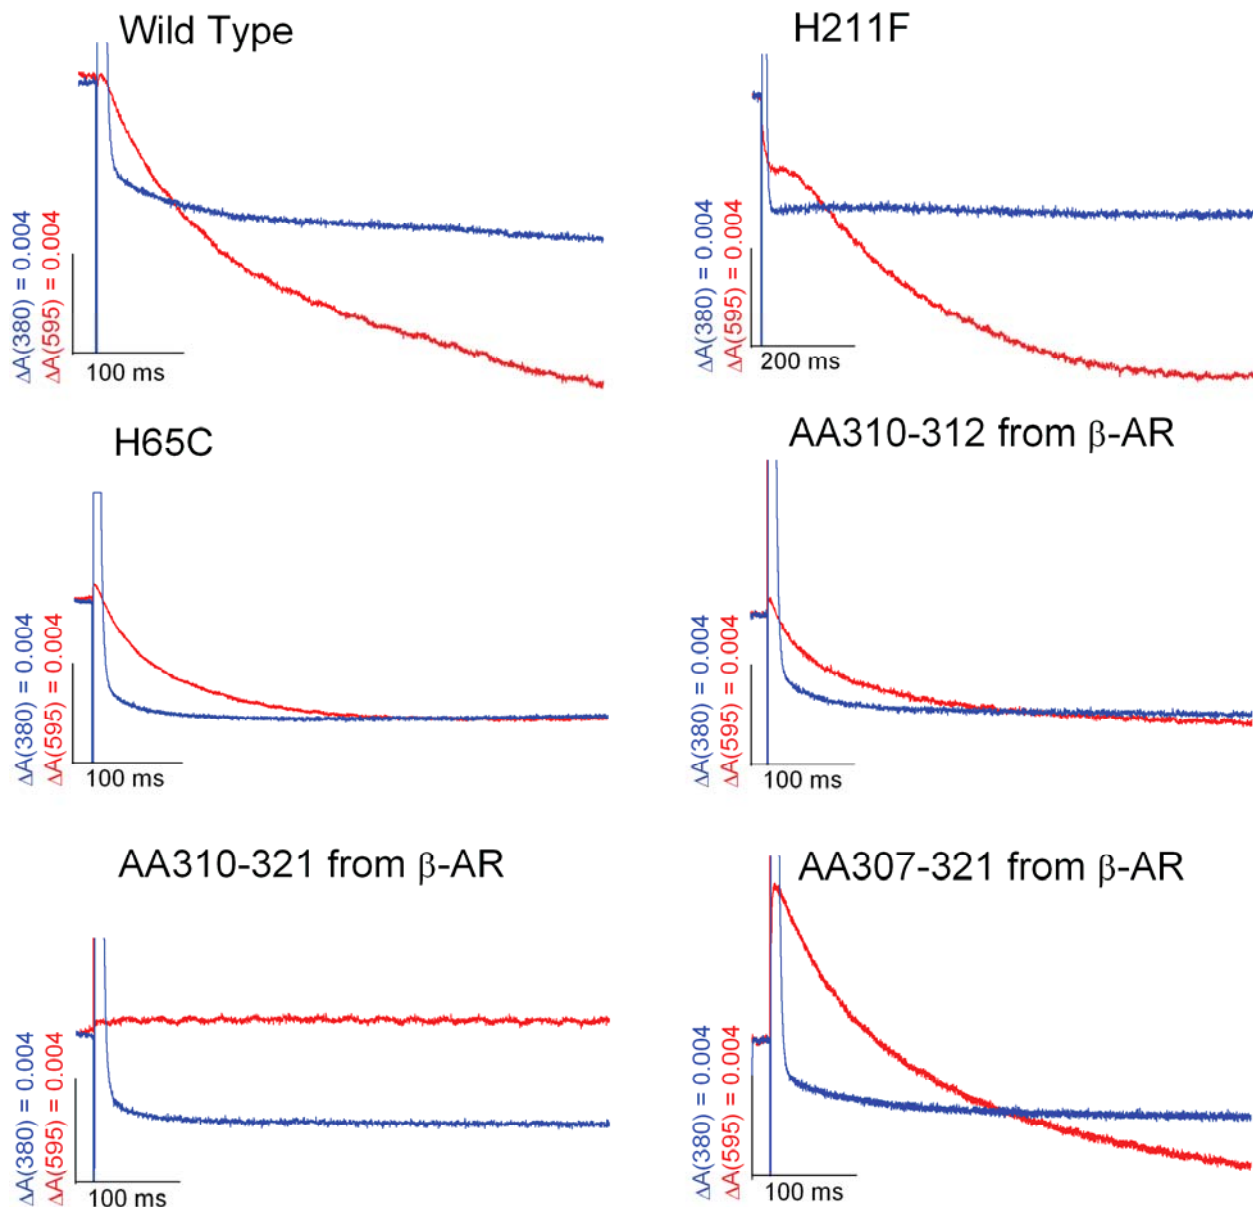 Wild Type
ΔA(380) = 0.004
ΔA(595) = 0.004
100 ms
H211F
ΔA(380) = 0.004
ΔA(595) = 0.004
200 ms
H65C
ΔA(380) = 0.004
ΔA(595) = 0.004
100 ms
AA310-312 from β-AR
ΔA(380) = 0.004
ΔA(595) = 0.004
100 ms
AA310-321 from β-AR
ΔA(380) = 0.004
ΔA(595) = 0.004
100 ms
AA307-321 from β-AR
ΔA(380) = 0.004
ΔA(595) = 0.004
100 ms